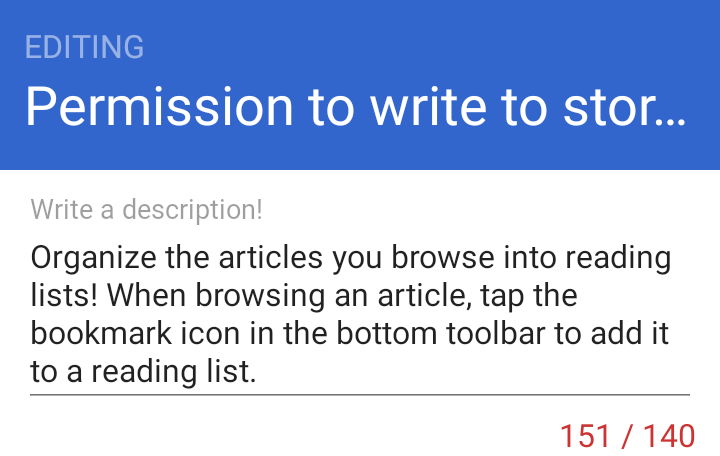 EDITING
Permission to write to stor...
Write a description!
Organize the articles you browse into reading
lists! When browsing an article, tap the
bookmark icon in the bottom toolbar to add it
to a reading list.
151 / 140